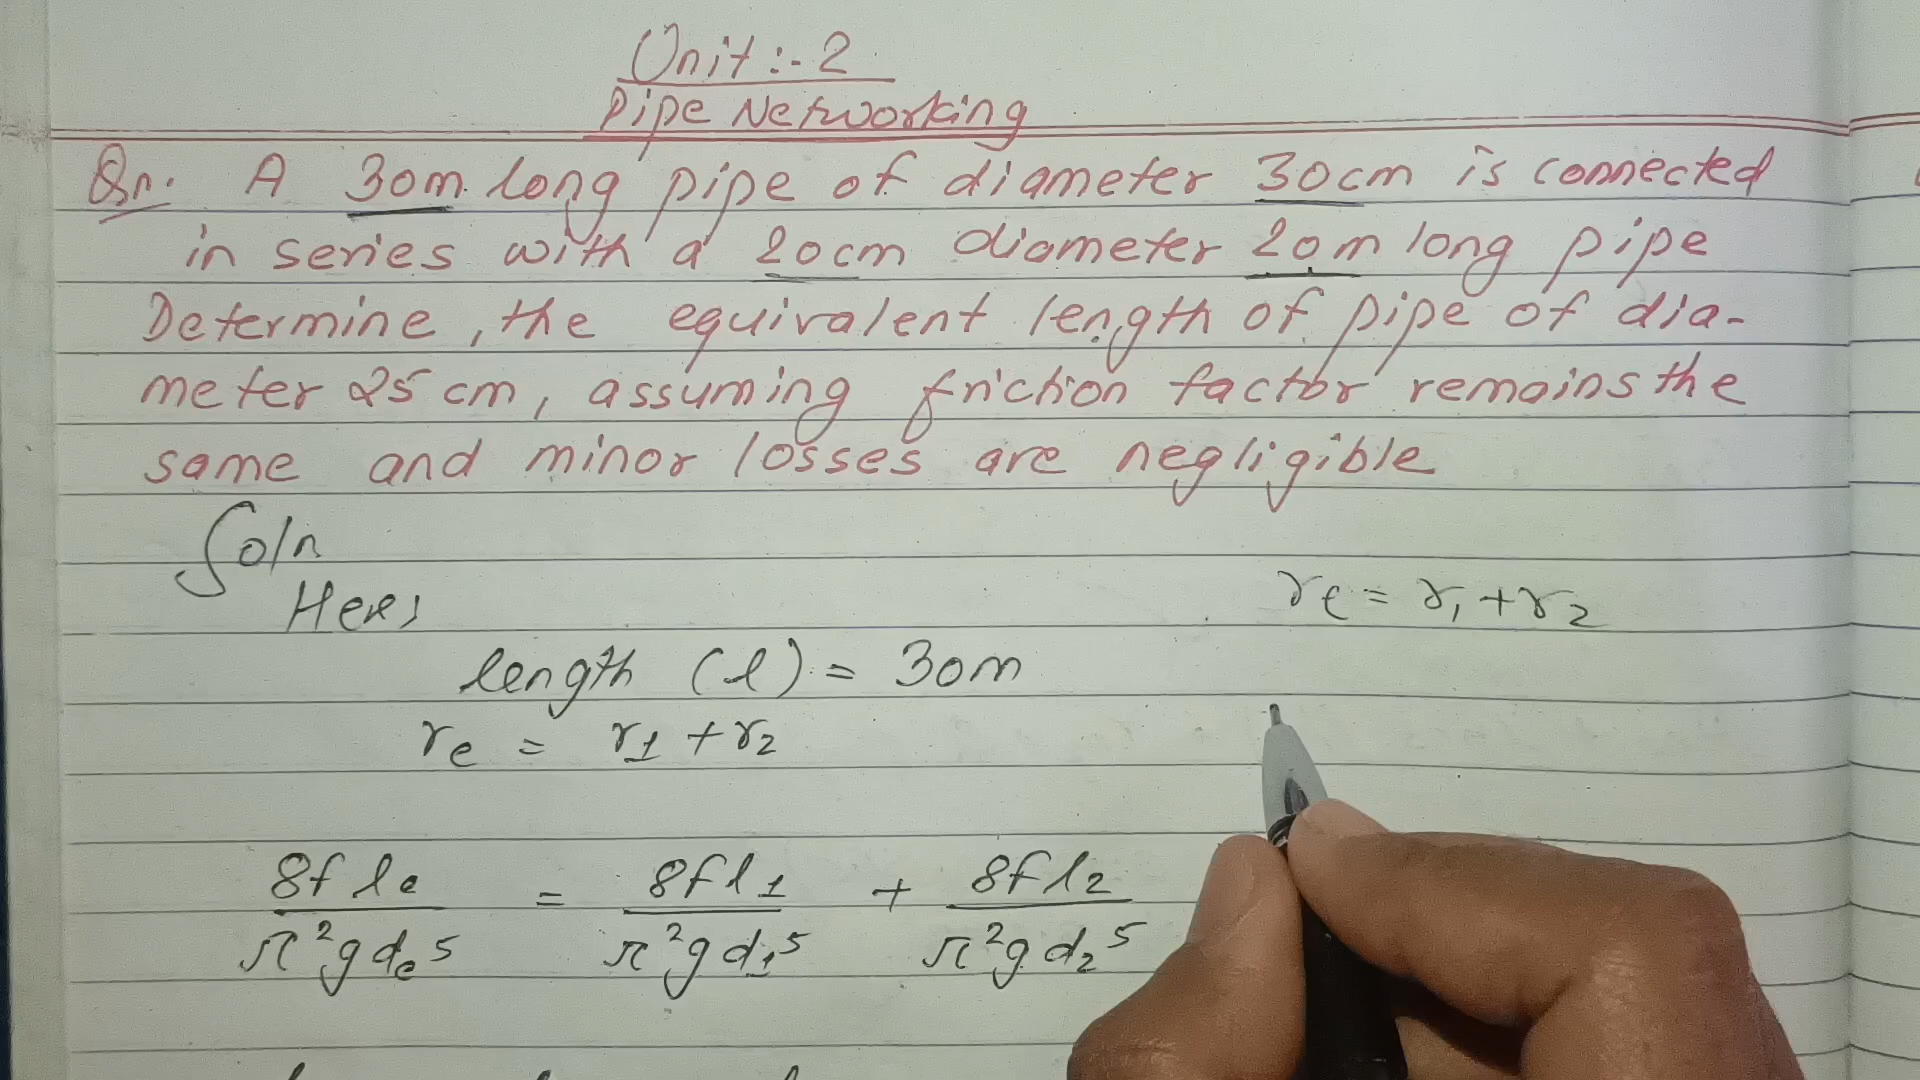 Unit :- 2
Pipe Networking
Qn. A 30m long pipe of diameter 30cm is connected
in series with a 20cm diameter 20m long pipe
Determine, the equivalent length of pipe of dia-
meter 25 cm, assuming friction factor remains the
same and minor losses are negligible
Soln
re = r1 + r2
length (l) = 30m
re = r1 + r2
8f le / π²g de⁵ = 8f l1 / π²g d1⁵ + 8f l2 / π²g d2⁵